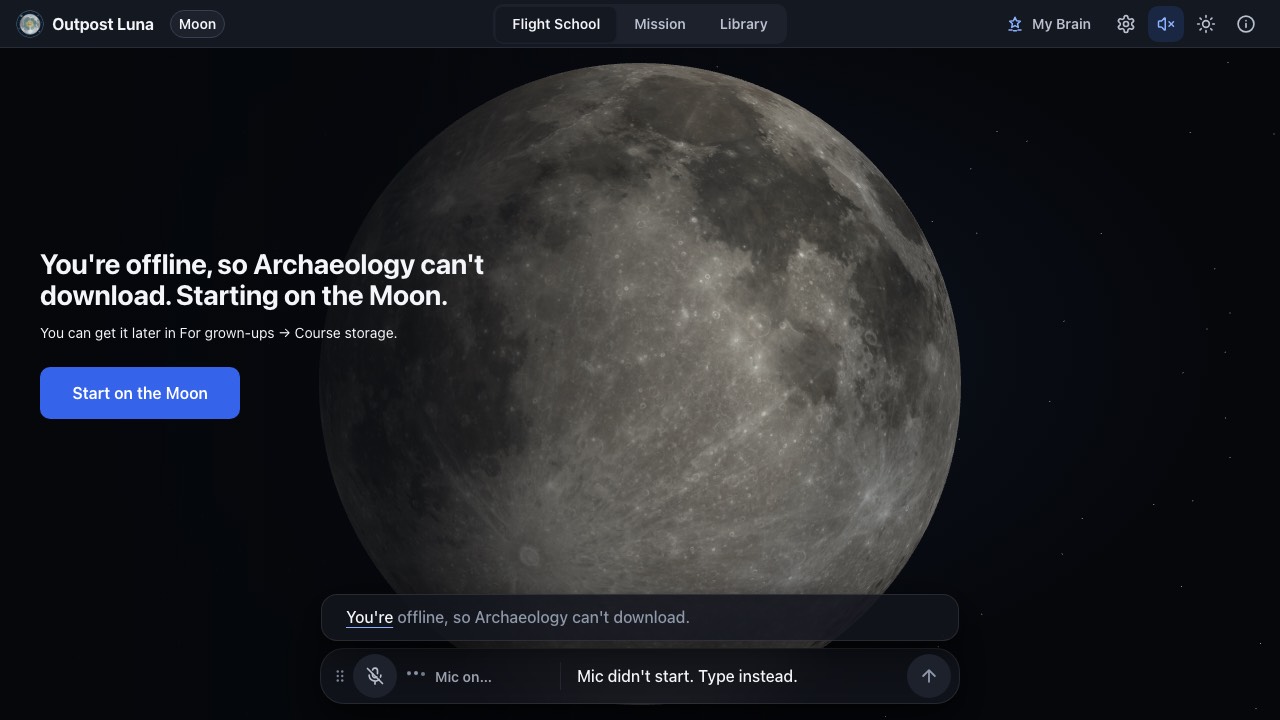 Outpost Luna
Moon
Flight School
Mission
Library
My Brain
You're offline, so Archaeology can't
download. Starting on the Moon.
You can get it later in For grown-ups → Course storage.
Start on the Moon
You're offline, so Archaeology can't download.
Mic on...
Mic didn't start. Type instead.